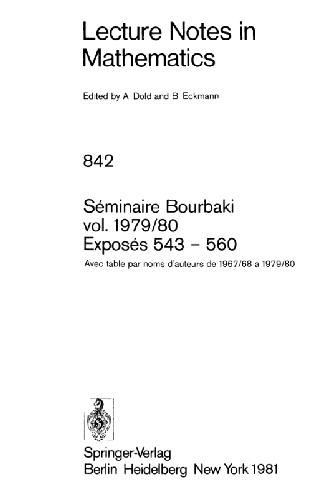 Lecture Notes in
Mathematics
Edited by A. Dold and B. Eckmann
842
Séminaire Bourbaki
vol. 1979/80
Exposés 543 – 560
Avec table par noms d'auteurs de 1967/68 a 1979/80
Springer-Verlag
Berlin Heidelberg New York 1981